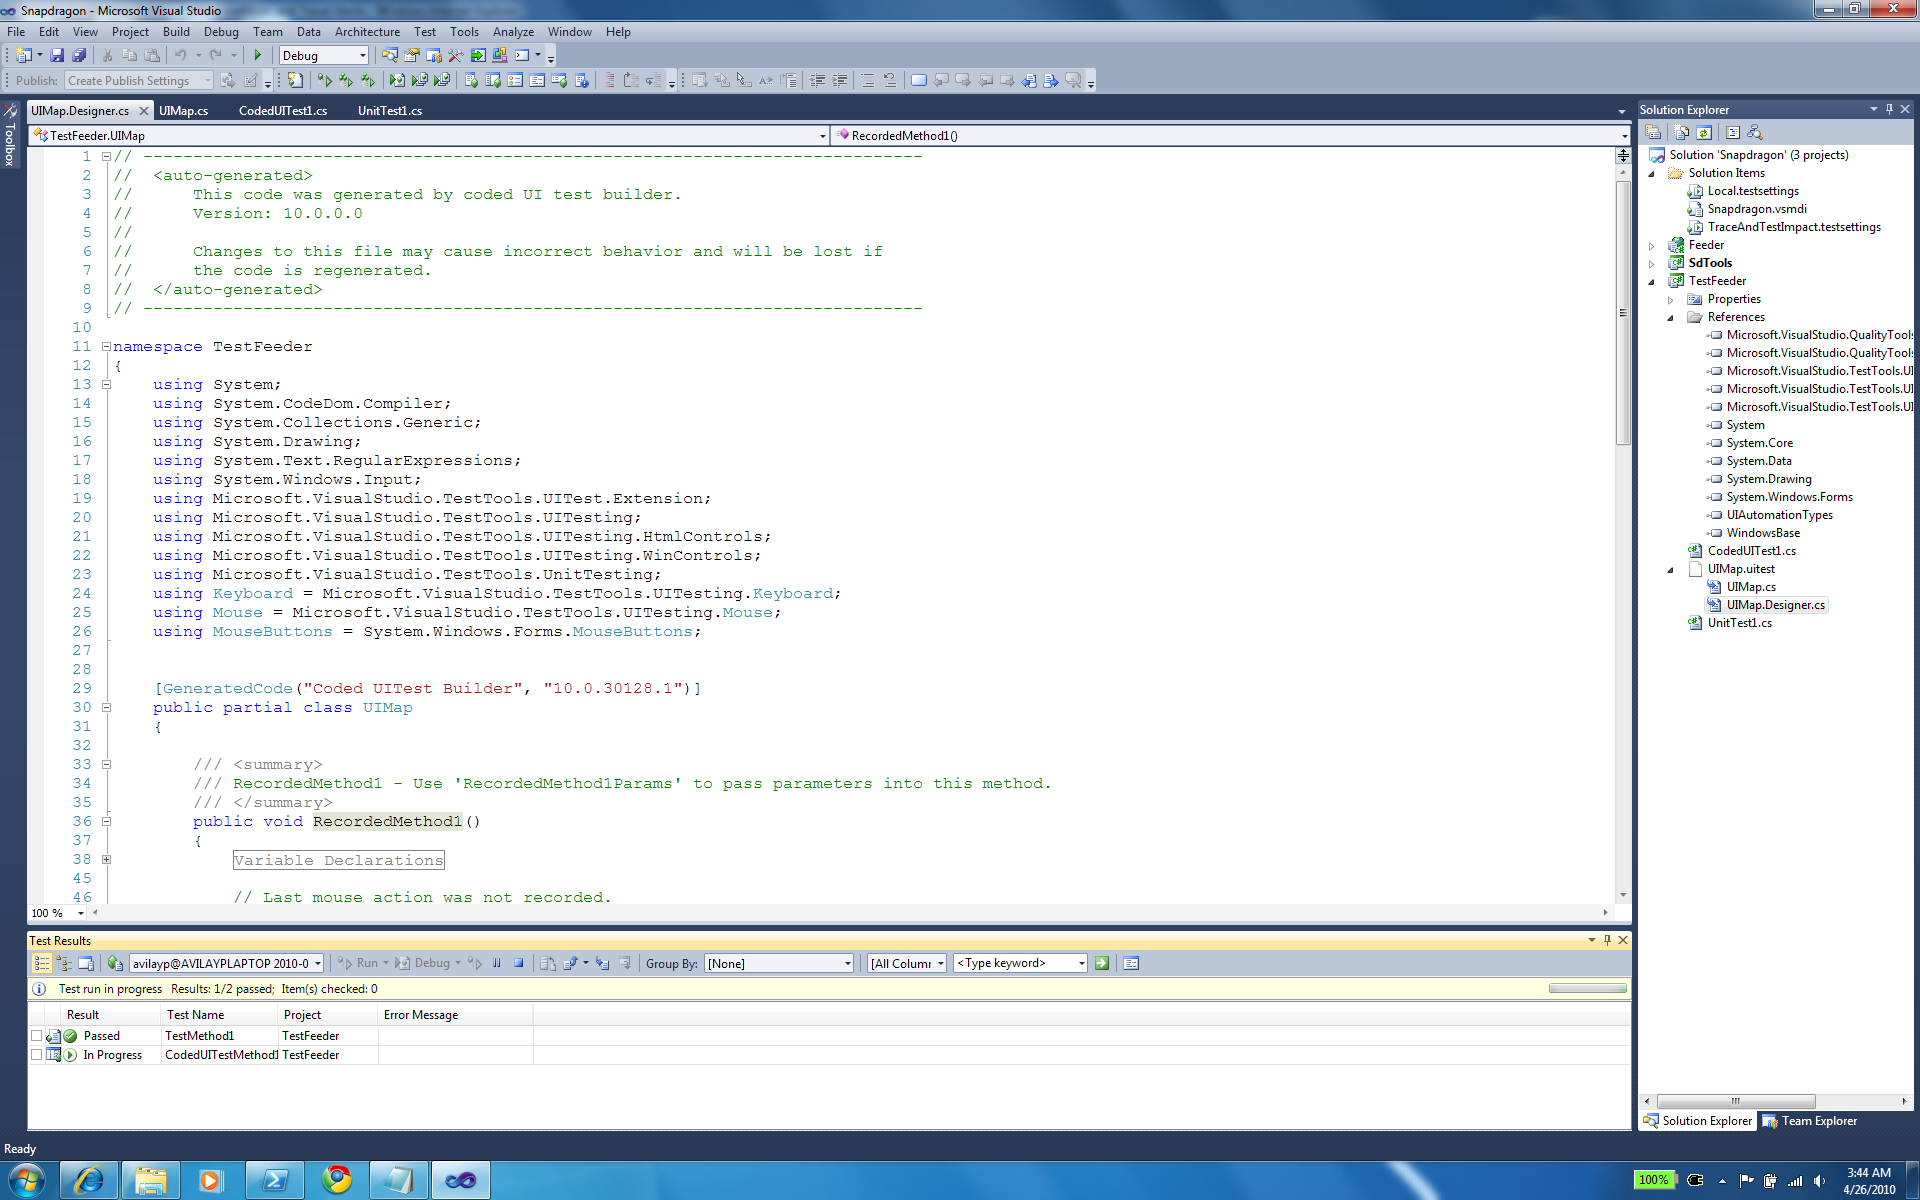 Snapdragon - Microsoft Visual Studio
File Edit View Project Build Debug Team Data Architecture Test Tools Analyze Window Help
Debug
Publish: Create Publish Settings
Toolbox
UIMap.Designer.cs UIMap.cs CodedUITest1.cs UnitTest1.cs
TestFeeder.UIMap RecordedMethod1()
1 // ------------------------------------------------------------------------------
2 //  <auto-generated>
3 //      This code was generated by coded UI test builder.
4 //      Version: 10.0.0.0
5 //
6 //      Changes to this file may cause incorrect behavior and will be lost if
7 //      the code is regenerated.
8 //  </auto-generated>
9 // ------------------------------------------------------------------------------
10
11 namespace TestFeeder
12 {
13     using System;
14     using System.CodeDom.Compiler;
15     using System.Collections.Generic;
16     using System.Drawing;
17     using System.Text.RegularExpressions;
18     using System.Windows.Input;
19     using Microsoft.VisualStudio.TestTools.UITest.Extension;
20     using Microsoft.VisualStudio.TestTools.UITesting;
21     using Microsoft.VisualStudio.TestTools.UITesting.HtmlControls;
22     using Microsoft.VisualStudio.TestTools.UITesting.WinControls;
23     using Microsoft.VisualStudio.TestTools.UnitTesting;
24     using Keyboard = Microsoft.VisualStudio.TestTools.UITesting.Keyboard;
25     using Mouse = Microsoft.VisualStudio.TestTools.UITesting.Mouse;
26     using MouseButtons = System.Windows.Forms.MouseButtons;
27
28
29     [GeneratedCode("Coded UITest Builder", "10.0.30128.1")]
30     public partial class UIMap
31     {
32
33         /// <summary>
34         /// RecordedMethod1 - Use 'RecordedMethod1Params' to pass parameters into this method.
35         /// </summary>
36         public void RecordedMethod1()
37         {
38             Variable Declarations
45
46             // Last mouse action was not recorded.
100 %
Test Results
avilayp@AVILAYPLAPTOP 2010-0 Run Debug Group By: [None] [All Column <Type keyword>
Test run in progress Results: 1/2 passed; Item(s) checked: 0
Result Test Name Project Error Message
Passed TestMethod1 TestFeeder
In Progress CodedUITestMethod1 TestFeeder
Ready
Solution Explorer
Solution 'Snapdragon' (3 projects)
Solution Items
Local.testsettings
Snapdragon.vsmdi
TraceAndTestImpact.testsettings
Feeder
SdTools
TestFeeder
Properties
References
Microsoft.VisualStudio.QualityTools
Microsoft.VisualStudio.QualityTools
Microsoft.VisualStudio.TestTools.UI
Microsoft.VisualStudio.TestTools.UI
Microsoft.VisualStudio.TestTools.UI
System
System.Core
System.Data
System.Drawing
System.Windows.Forms
UIAutomationTypes
WindowsBase
CodedUITest1.cs
UIMap.uitest
UIMap.cs
UIMap.Designer.cs
UnitTest1.cs
Solution Explorer Team Explorer
100%
3:44 AM
4/26/2010